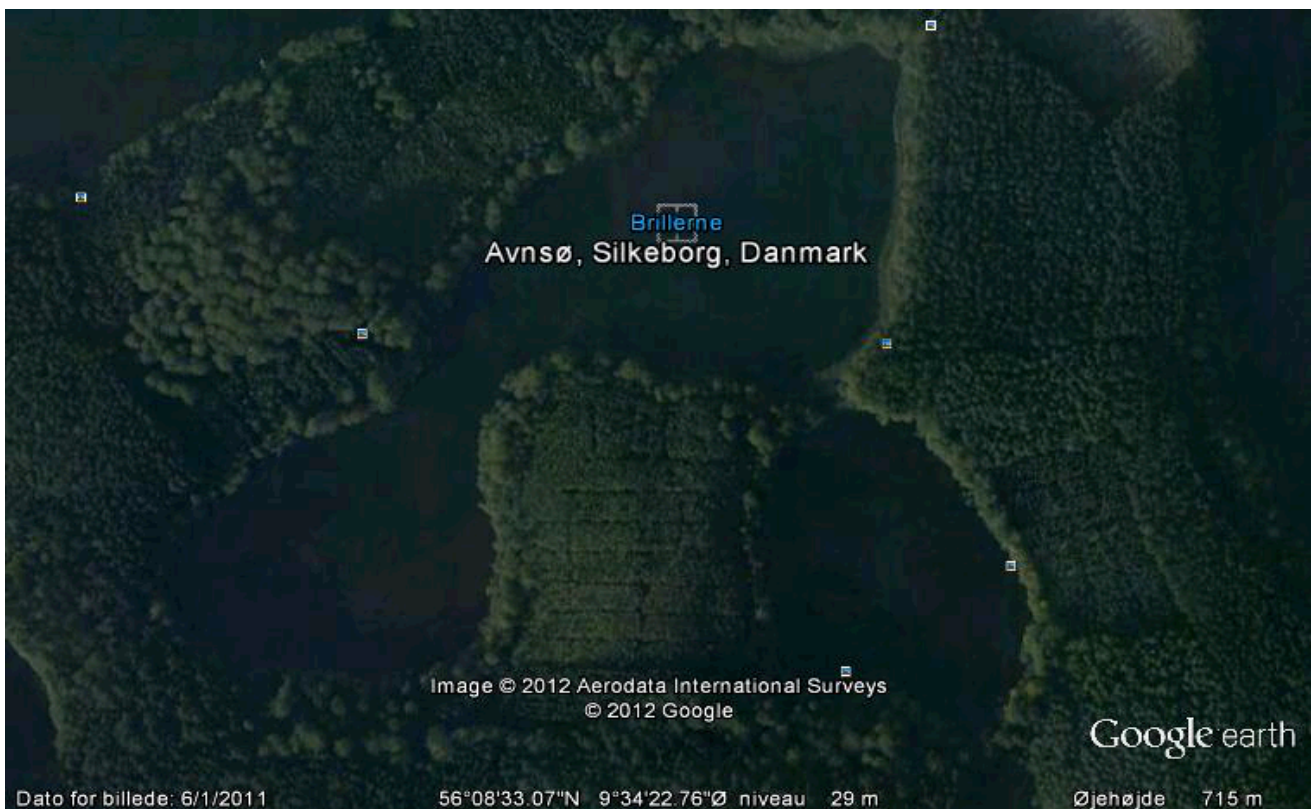 Brillerne
Avnsø, Silkeborg, Danmark
Image © 2012 Aerodata International Surveys
© 2012 Google
Google earth
Dato for billede: 6/1/2011 56°08'33.07"N 9°34'22.76"Ø niveau 29 m Øjehøjde 715 m